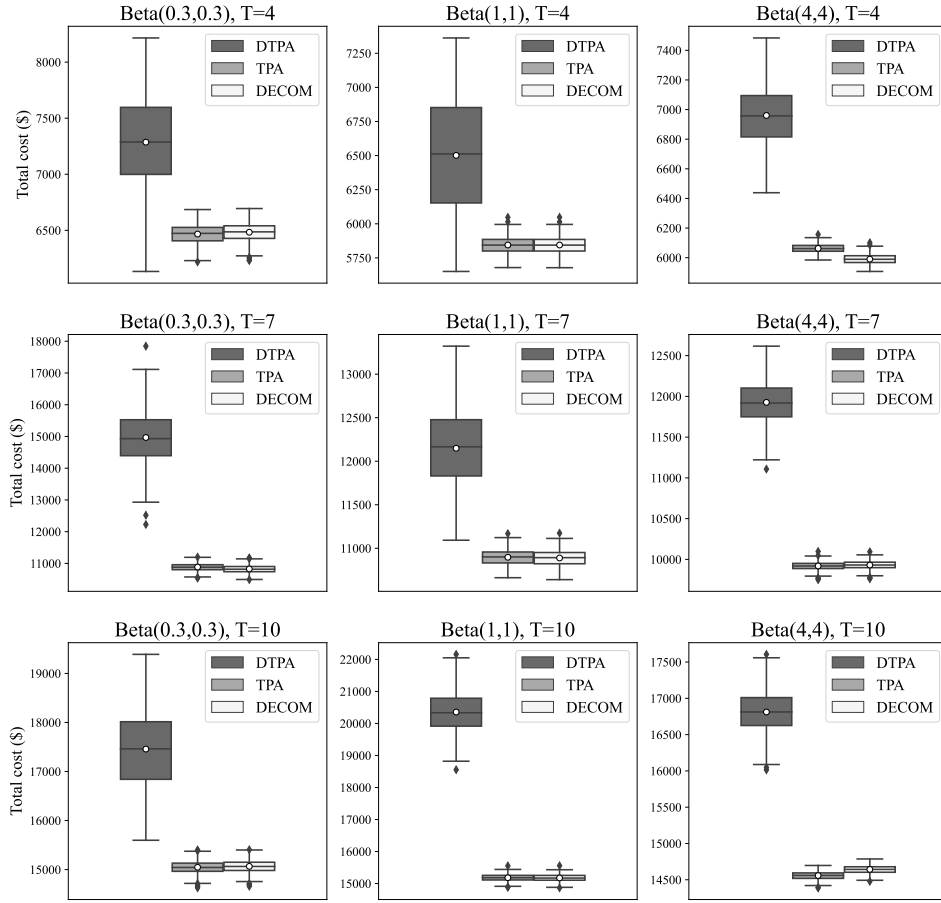 Beta(0.3,0.3), T=4
Total cost ($)
8000
7500
7000
6500
DTPA
TPA
DECOM
Beta(1,1), T=4
7250
7000
6750
6500
6250
6000
5750
DTPA
TPA
DECOM
Beta(4,4), T=4
7400
7200
7000
6800
6600
6400
6200
6000
DTPA
TPA
DECOM
Beta(0.3,0.3), T=7
Total cost ($)
18000
17000
16000
15000
14000
13000
12000
11000
DTPA
TPA
DECOM
Beta(1,1), T=7
13000
12500
12000
11500
11000
DTPA
TPA
DECOM
Beta(4,4), T=7
12500
12000
11500
11000
10500
10000
DTPA
TPA
DECOM
Beta(0.3,0.3), T=10
Total cost ($)
19000
18000
17000
16000
15000
DTPA
TPA
DECOM
Beta(1,1), T=10
22000
21000
20000
19000
18000
17000
16000
15000
DTPA
TPA
DECOM
Beta(4,4), T=10
17500
17000
16500
16000
15500
15000
14500
DTPA
TPA
DECOM